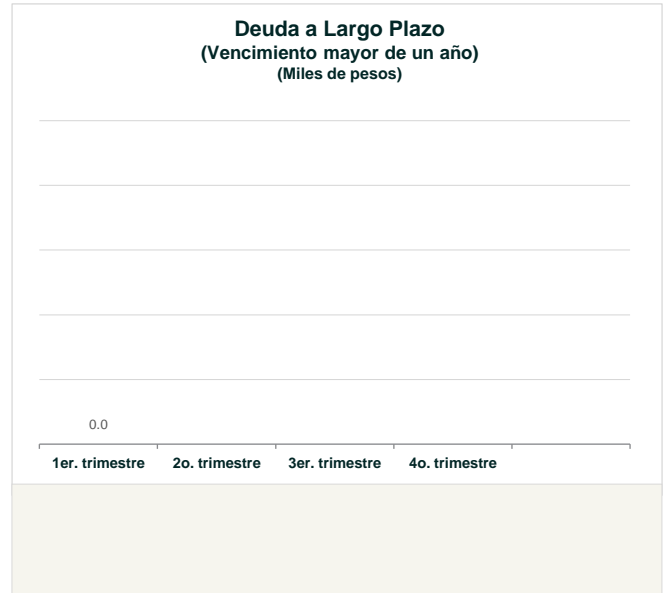 Deuda a Largo Plazo
(Vencimiento mayor de un año)
(Miles de pesos)
0.0
1er. trimestre 2o. trimestre 3er. trimestre 4o. trimestre